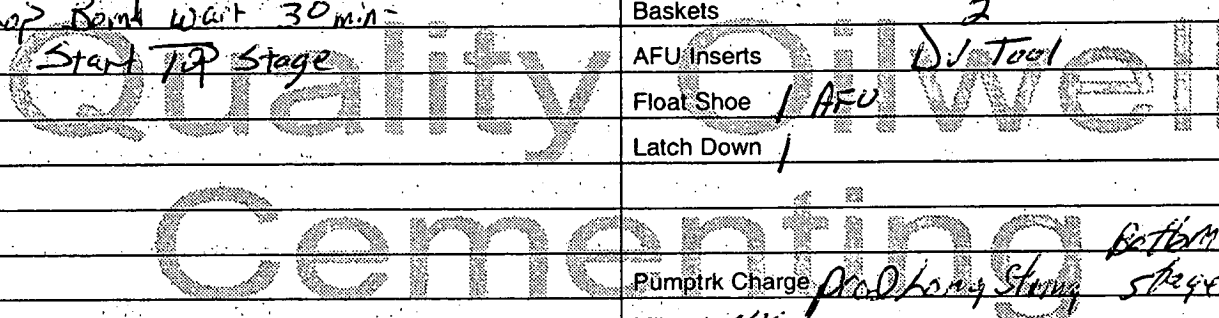 Bomb Wait 30 min
Start Top Stage
Baskets 2
AFU Inserts DV Tool
Float Shoe 1 AFU
Latch Down 1
Quality Oilwell
Cementing
Bottom
Pumptrk Charge prod Long String stage